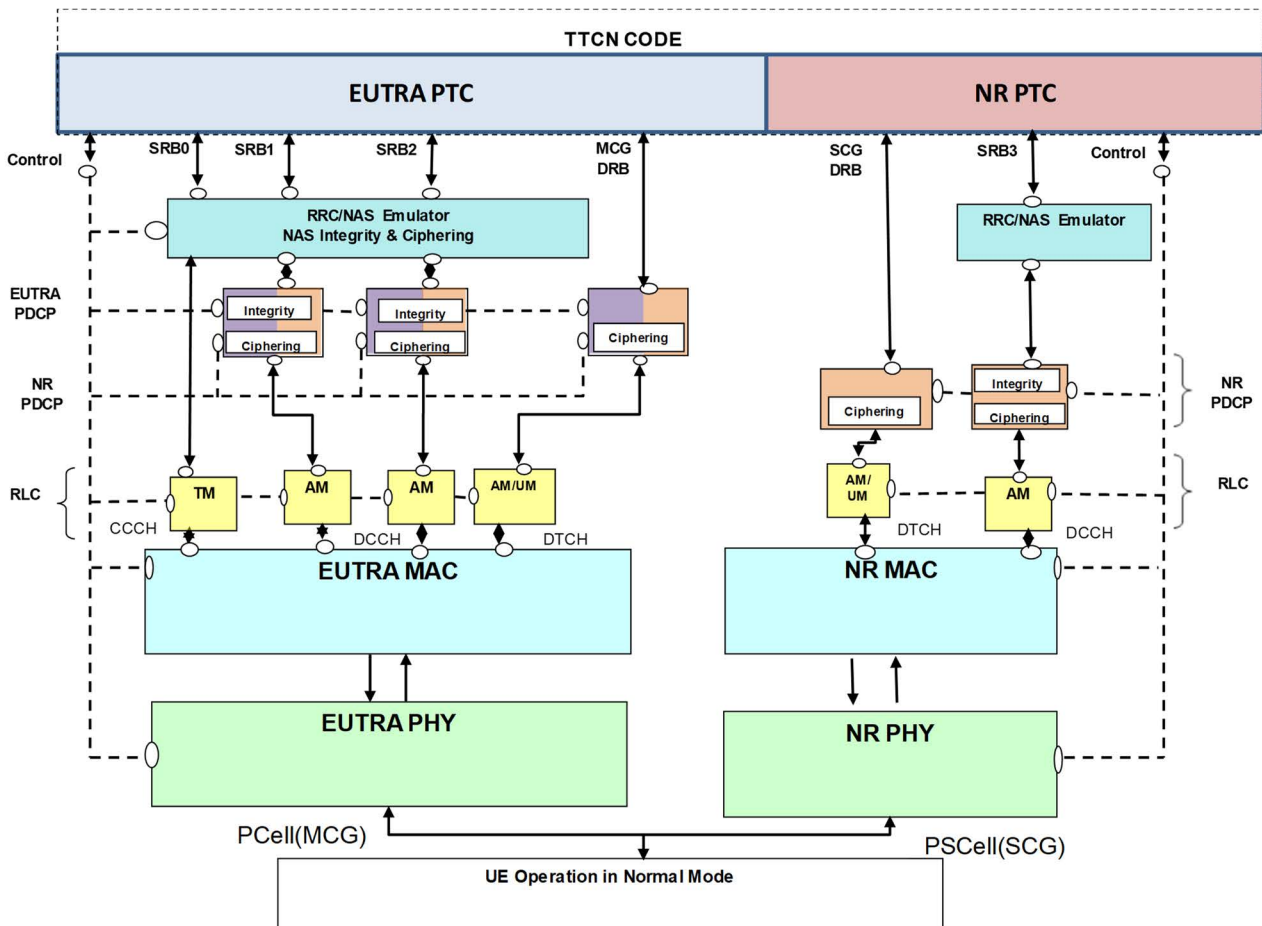 TTCN CODE
EUTRA PTC
NR PTC
Control
SRB0
SRB1
SRB2
MCG
DRB
SCG
DRB
SRB3
Control
RRC/NAS Emulator
NAS Integrity & Ciphering
RRC/NAS Emulator
EUTRA
PDCP
Integrity
Ciphering
Integrity
Ciphering
Ciphering
NR
PDCP
Ciphering
Integrity
Ciphering
NR
PDCP
RLC
TM
AM
AM
AM/UM
AM/
UM
AM
RLC
CCCH
DCCH
DTCH
DTCH
DCCH
EUTRA MAC
NR MAC
EUTRA PHY
NR PHY
PCell(MCG)
PSCell(SCG)
UE Operation in Normal Mode